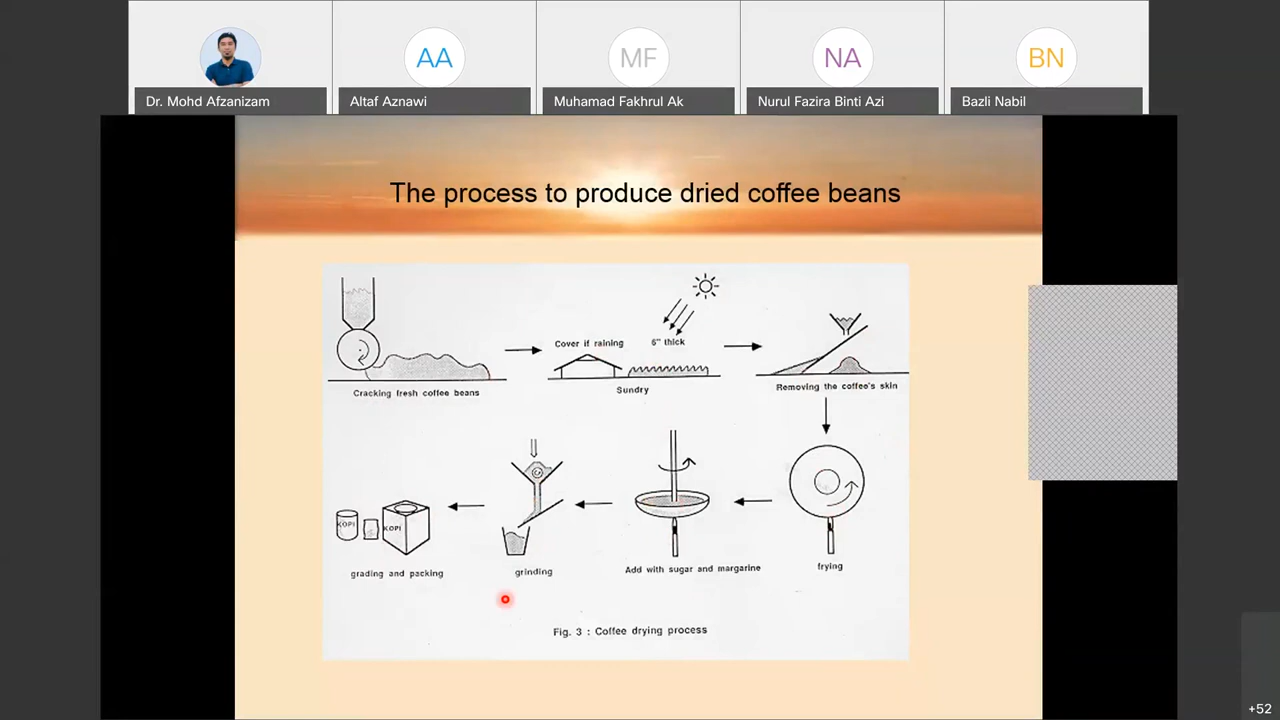 AA
MF
NA
BN
Dr. Mohd Afzanizam
Altaf Aznawi
Muhamad Fakhrul Ak
Nurul Fazira Binti Azi
Bazli Nabil
The process to produce dried coffee beans
Cover if raining
6" thick
Cracking fresh coffee beans
Sundry
Removing the coffee's skin
KOPI
KOPI
grading and packing
grinding
Add with sugar and margarine
frying
Fig. 3 : Coffee drying process
+52